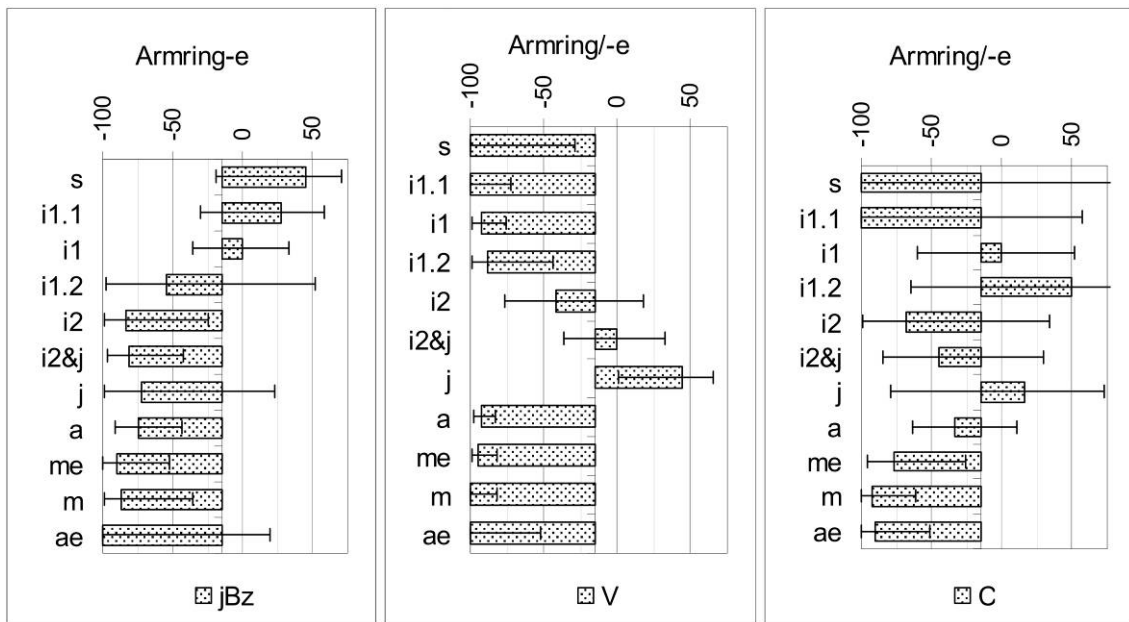 Armring-e
-100
-50
0
50
s
i1.1
i1
i1.2
i2
i2&j
j
a
me
m
ae
jBz
Armring/-e
-100
-50
0
50
s
i1.1
i1
i1.2
i2
i2&j
j
a
me
m
ae
V
Armring/-e
-100
-50
0
50
s
i1.1
i1
i1.2
i2
i2&j
j
a
me
m
ae
C